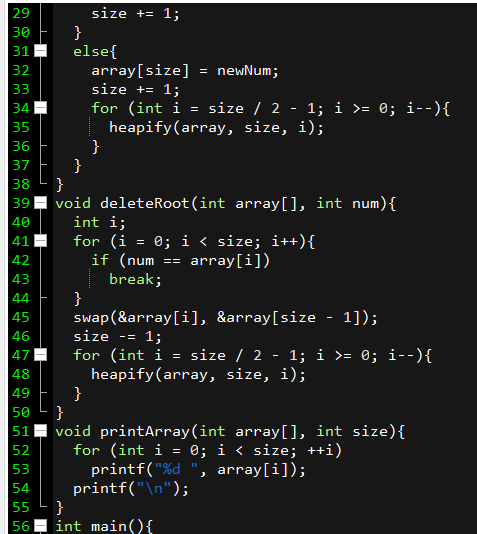 29 size += 1;
30 }
31 else{
32 array[size] = newNum;
33 size += 1;
34 for (int i = size / 2 - 1; i >= 0; i--){
35 heapify(array, size, i);
36 }
37 }
38 }
39 void deleteRoot(int array[], int num){
40 int i;
41 for (i = 0; i < size; i++){
42 if (num == array[i])
43 break;
44 }
45 swap(&array[i], &array[size - 1]);
46 size -= 1;
47 for (int i = size / 2 - 1; i >= 0; i--){
48 heapify(array, size, i);
49 }
50 }
51 void printArray(int array[], int size){
52 for (int i = 0; i < size; ++i)
53 printf("%d ", array[i]);
54 printf("\n");
55 }
56 int main(){